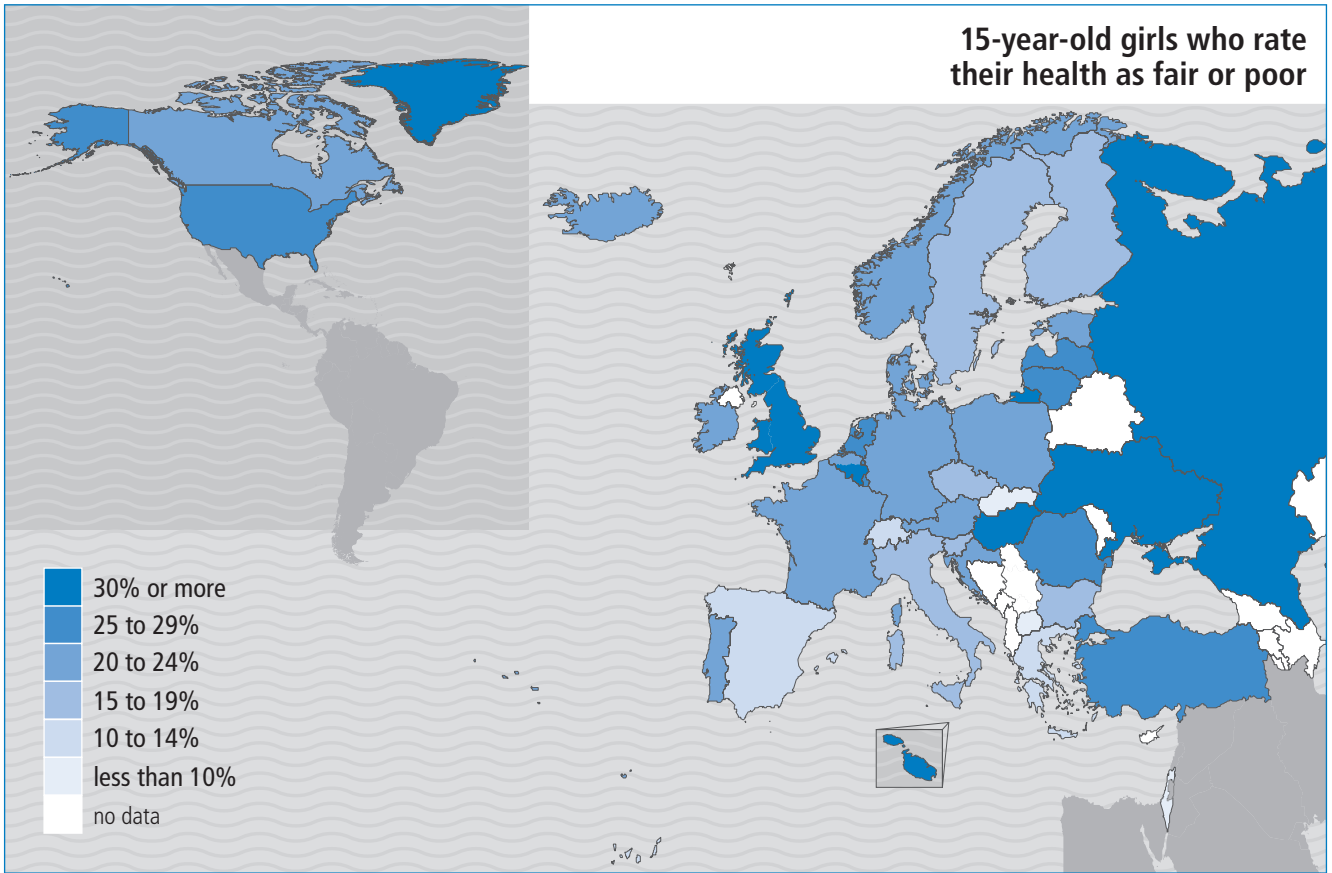 15-year-old girls who rate
their health as fair or poor
30% or more
25 to 29%
20 to 24%
15 to 19%
10 to 14%
less than 10%
no data